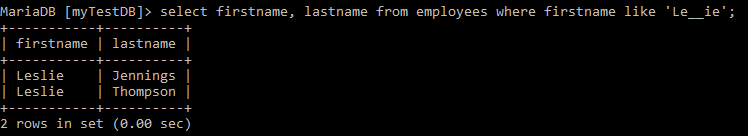 MariaDB [myTestDB]> select firstname, lastname from employees where firstname like 'Le__ie';
+-----------+----------+
| firstname | lastname |
+-----------+----------+
| Leslie    | Jennings |
| Leslie    | Thompson |
+-----------+----------+
2 rows in set (0.00 sec)